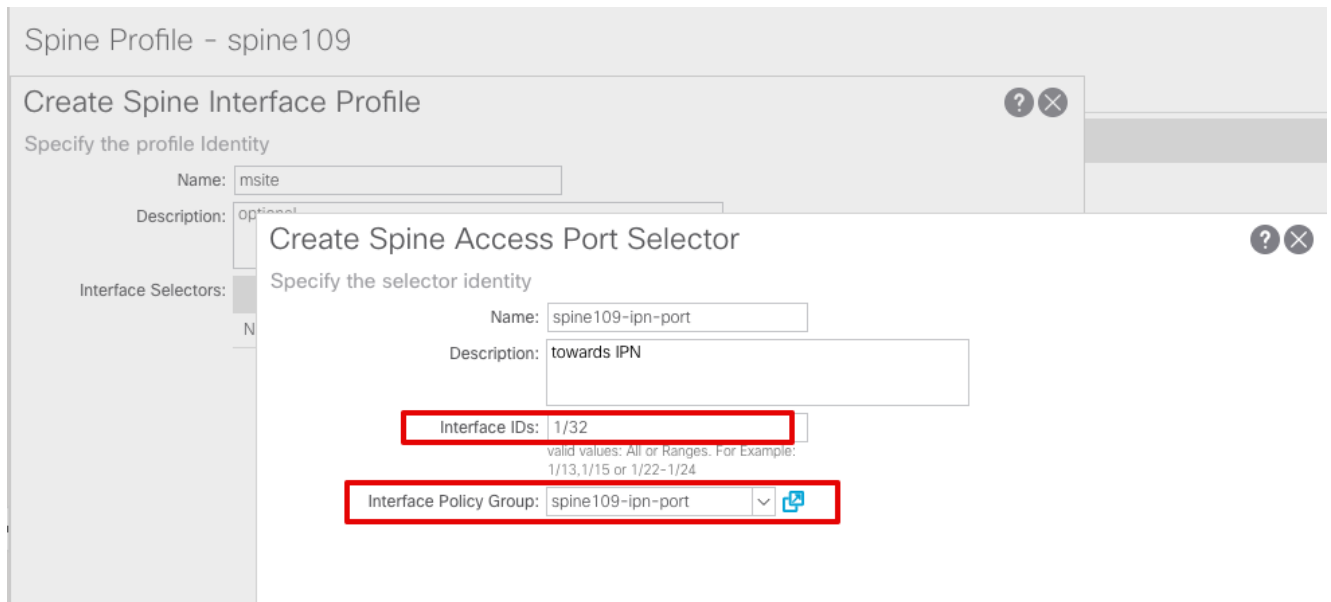 Spine Profile - spine109
Create Spine Interface Profile
Specify the profile Identity
Name: msite
Description: optional
Interface Selectors:
N
Create Spine Access Port Selector
Specify the selector identity
Name: spine109-ipn-port
Description: towards IPN
Interface IDs: 1/32
valid values: All or Ranges. For Example:
1/13,1/15 or 1/22-1/24
Interface Policy Group: spine109-ipn-port